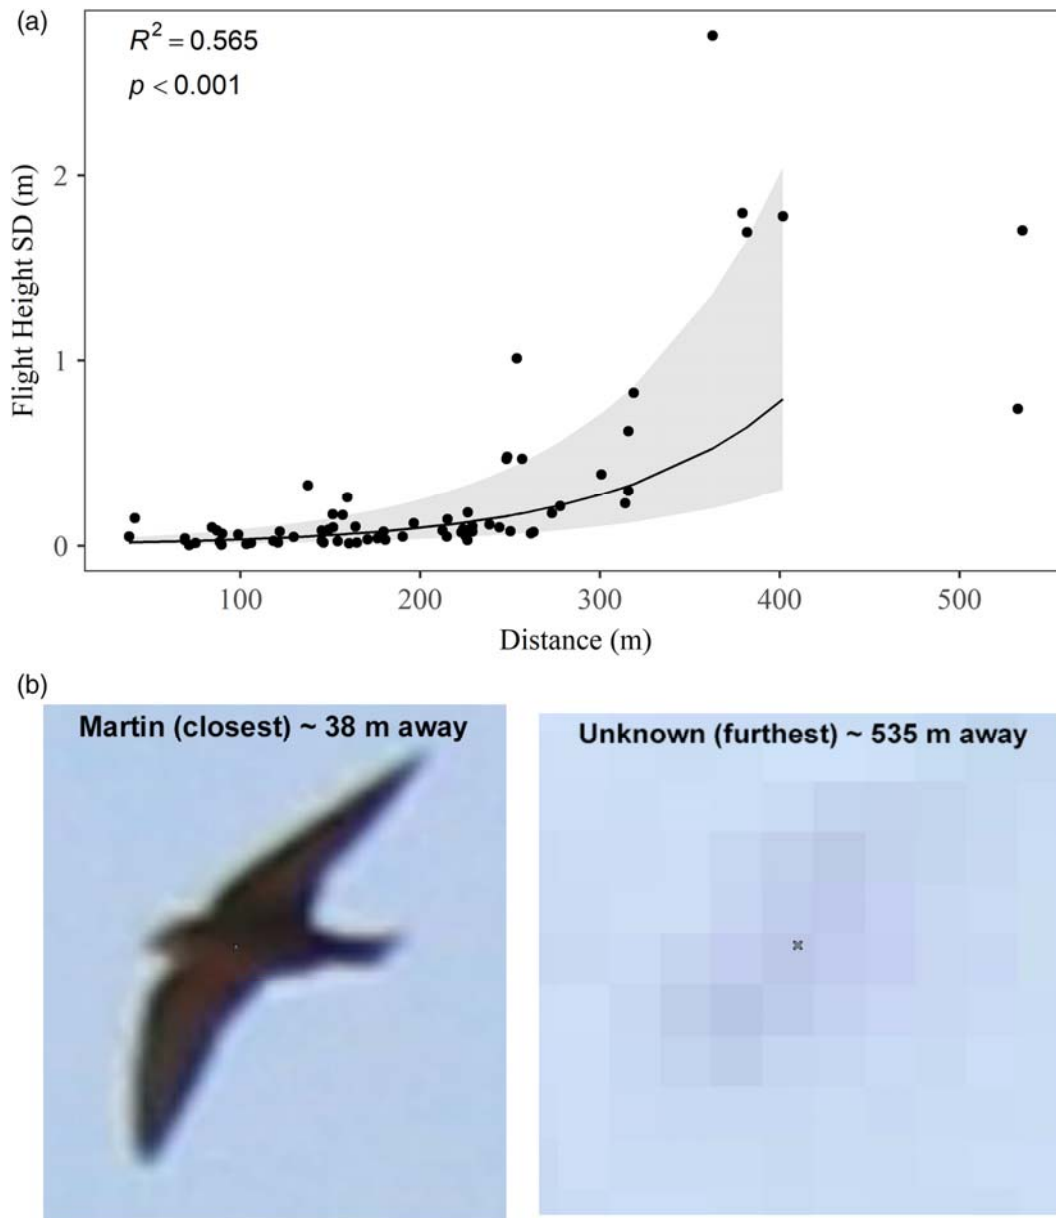 (a)
R² = 0.565
p < 0.001
2
1
0
Flight Height SD (m)
100 200 300 400 500
Distance (m)
(b)
Martin (closest) ~ 38 m away
Unknown (furthest) ~ 535 m away